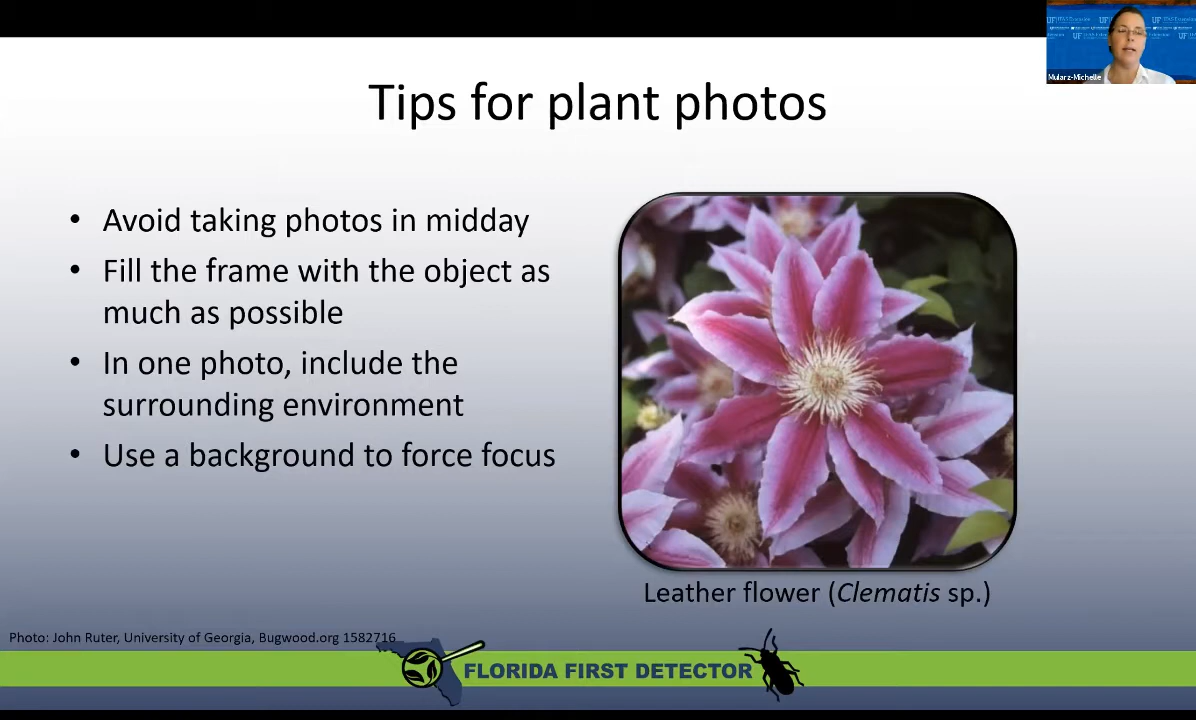 Mularz-Michelle
Tips for plant photos
• Avoid taking photos in midday
• Fill the frame with the object as
much as possible
• In one photo, include the
surrounding environment
• Use a background to force focus
Leather flower (Clematis sp.)
Photo: John Ruter, University of Georgia, Bugwood.org 1582716
FLORIDA FIRST DETECTOR